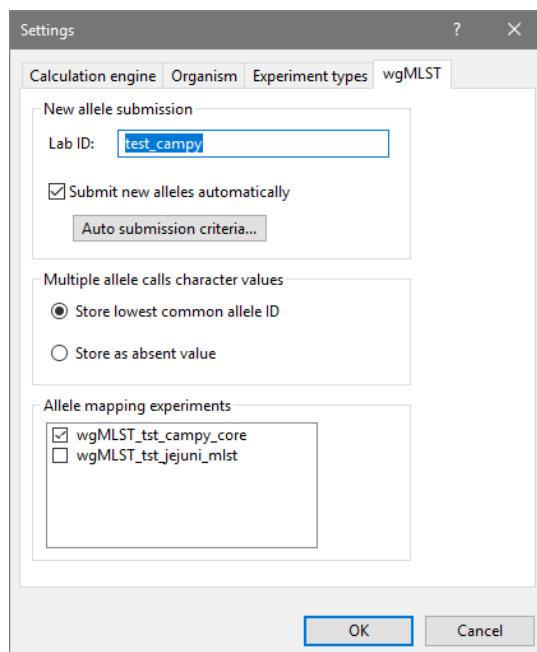 Settings
Calculation engine Organism Experiment types wgMLST
New allele submission
Lab ID: test_campy
Submit new alleles automatically
Auto submission criteria...
Multiple allele calls character values
Store lowest common allele ID
Store as absent value
Allele mapping experiments
wgMLST_tst_campy_core
wgMLST_tst_jejuni_mlst
OK Cancel